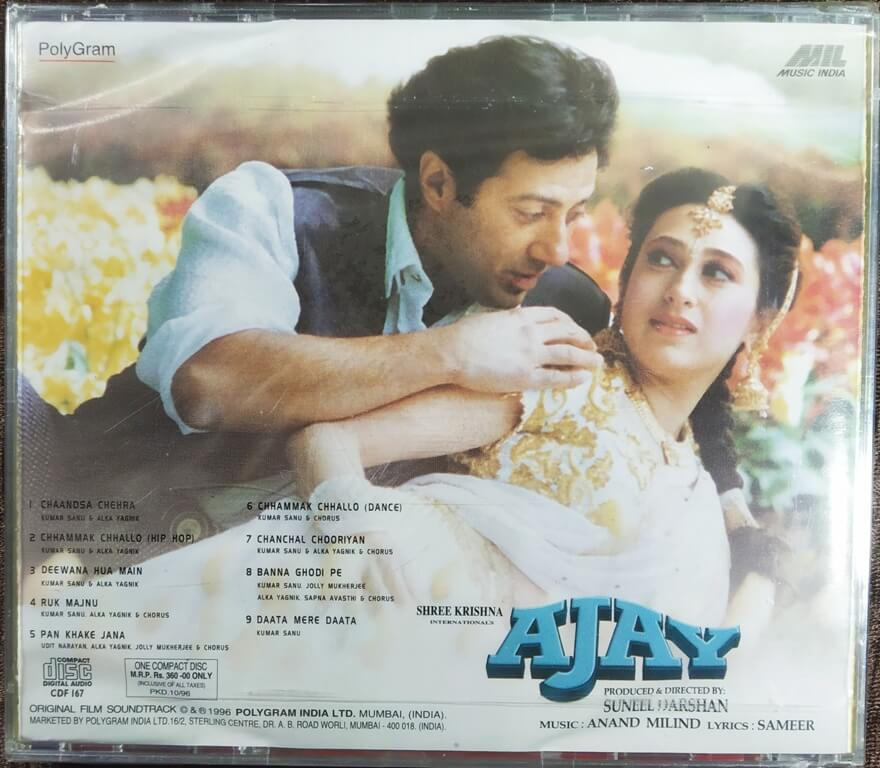 PolyGram
MIL
MUSIC INDIA
1 CHAANDSA CHEHRA
KUMAR SANU & ALKA YAGNIK
2 CHHAMMAK CHHALLO (HIP HOP)
KUMAR SANU & ALKA YAGNIK
3 DEEWANA HUA MAIN
KUMAR SANU & ALKA YAGNIK
4 RUK MAJNU
KUMAR SANU, ALKA YAGNIK & CHORUS
5 PAN KHAKE JANA
UDIT NARAYAN, ALKA YAGNIK, JOLLY MUKHERJEE & CHORUS
6 CHHAMMAK CHHALLO (DANCE)
KUMAR SANU & CHORUS
7 CHANCHAL CHOORIYAN
KUMAR SANU & ALKA YAGNIK & CHORUS
8 BANNA GHODI PE
KUMAR SANU, JOLLY MUKHERJEE
ALKA YAGNIK, SAPNA AVASTHI & CHORUS
9 DAATA MERE DAATA
KUMAR SANU
SHREE KRISHNA
INTERNATIONAL'S
AJAY
PRODUCED & DIRECTED BY:
SUNEEL DARSHAN
MUSIC : ANAND MILIND LYRICS : SAMEER
COMPACT
disc
DIGITAL AUDIO
CDF 167
ONE COMPACT DISC
M.R.P. Rs. 360 -00 ONLY
(INCLUSIVE OF ALL TAXES)
PKD.10/96
ORIGINAL FILM SOUNDTRACK © & ℗ 1996 POLYGRAM INDIA LTD. MUMBAI, (INDIA).
MARKETED BY POLYGRAM INDIA LTD.16/2, STERLING CENTRE, DR. A. B. ROAD WORLI, MUMBAI - 400 018. (INDIA).